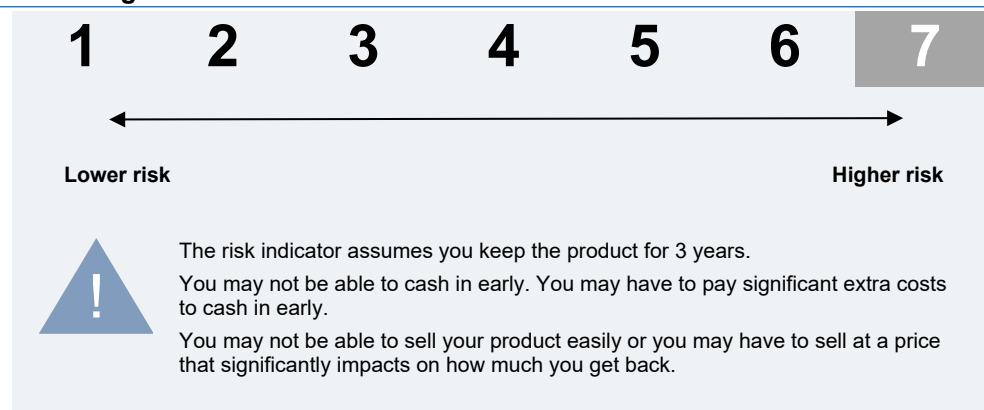 1 2 3 4 5 6 7
Lower risk Higher risk
!
The risk indicator assumes you keep the product for 3 years.
You may not be able to cash in early. You may have to pay significant extra costs
to cash in early.
You may not be able to sell your product easily or you may have to sell at a price
that significantly impacts on how much you get back.